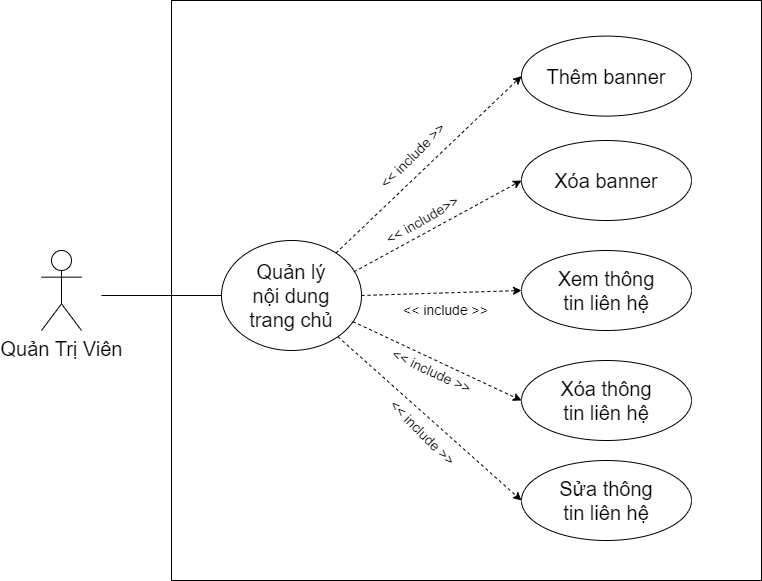 Thêm banner
<< include >>
Xóa banner
<< include>>
Quản lý
nội dung
trang chủ
Xem thông
tin liên hệ
<< include >>
Quản Trị Viên
<< include >>
Xóa thông
tin liên hệ
<< include >>
Sửa thông
tin liên hệ